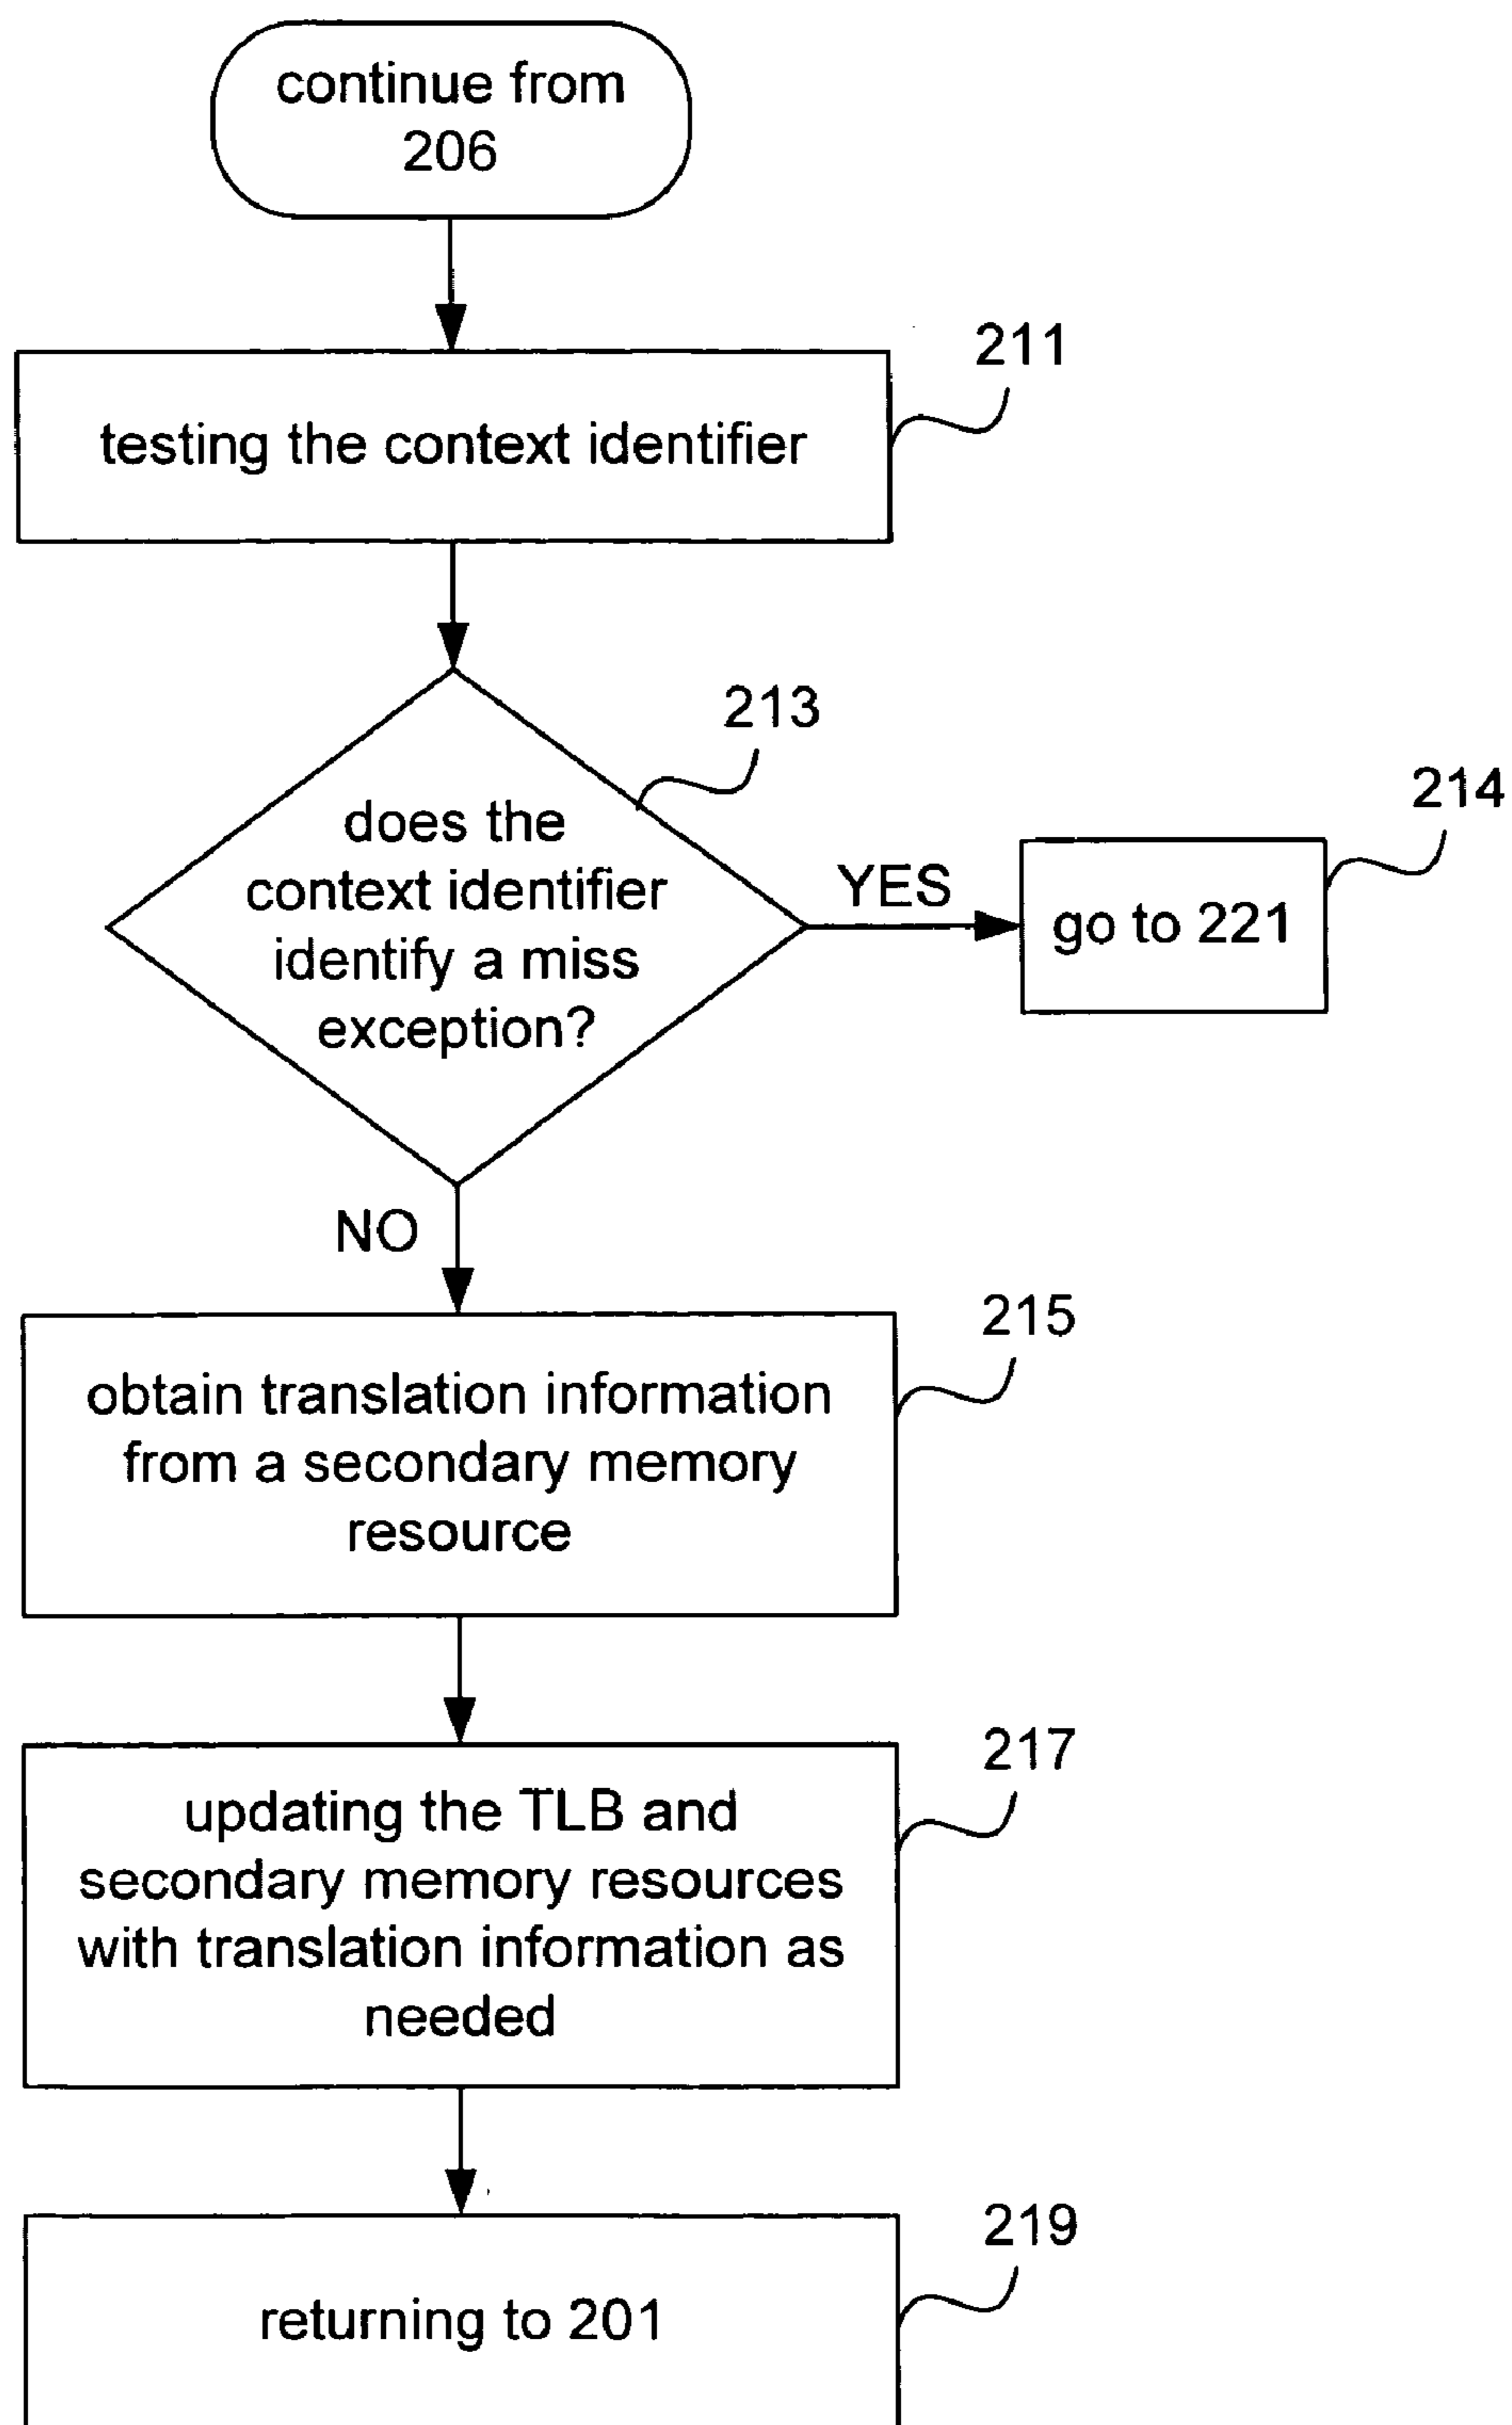 continue from
206
211
testing the context identifier
213
does the
context identifier
identify a miss
exception?
YES
214
go to 221
NO
215
obtain translation information
from a secondary memory
resource
217
updating the TLB and
secondary memory resources
with translation information as
needed
219
returning to 201